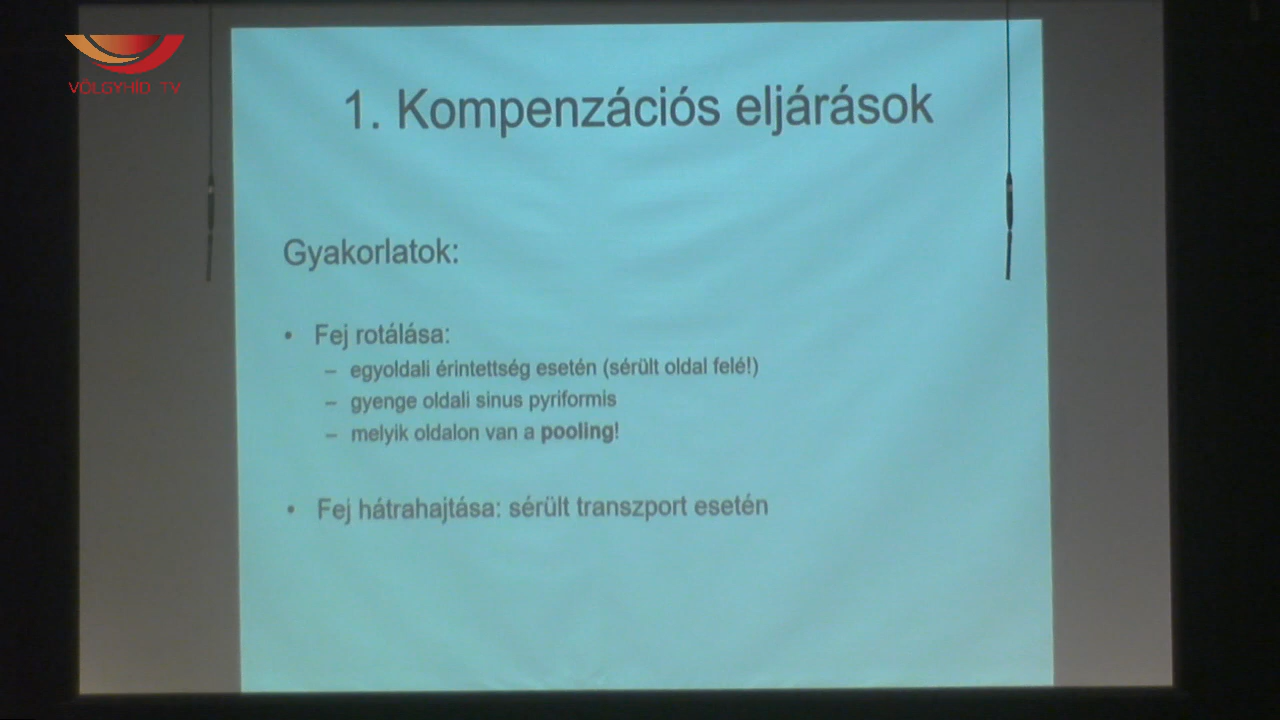 VÖLGYHÍD TV
1. Kompenzációs eljárások
Gyakorlatok:
• Fej rotálása:
– egyoldali érintettség esetén (sérült oldal felé!)
– gyenge oldali sinus pyriformis
– melyik oldalon van a pooling!
• Fej hátrahajtása: sérült transzport esetén